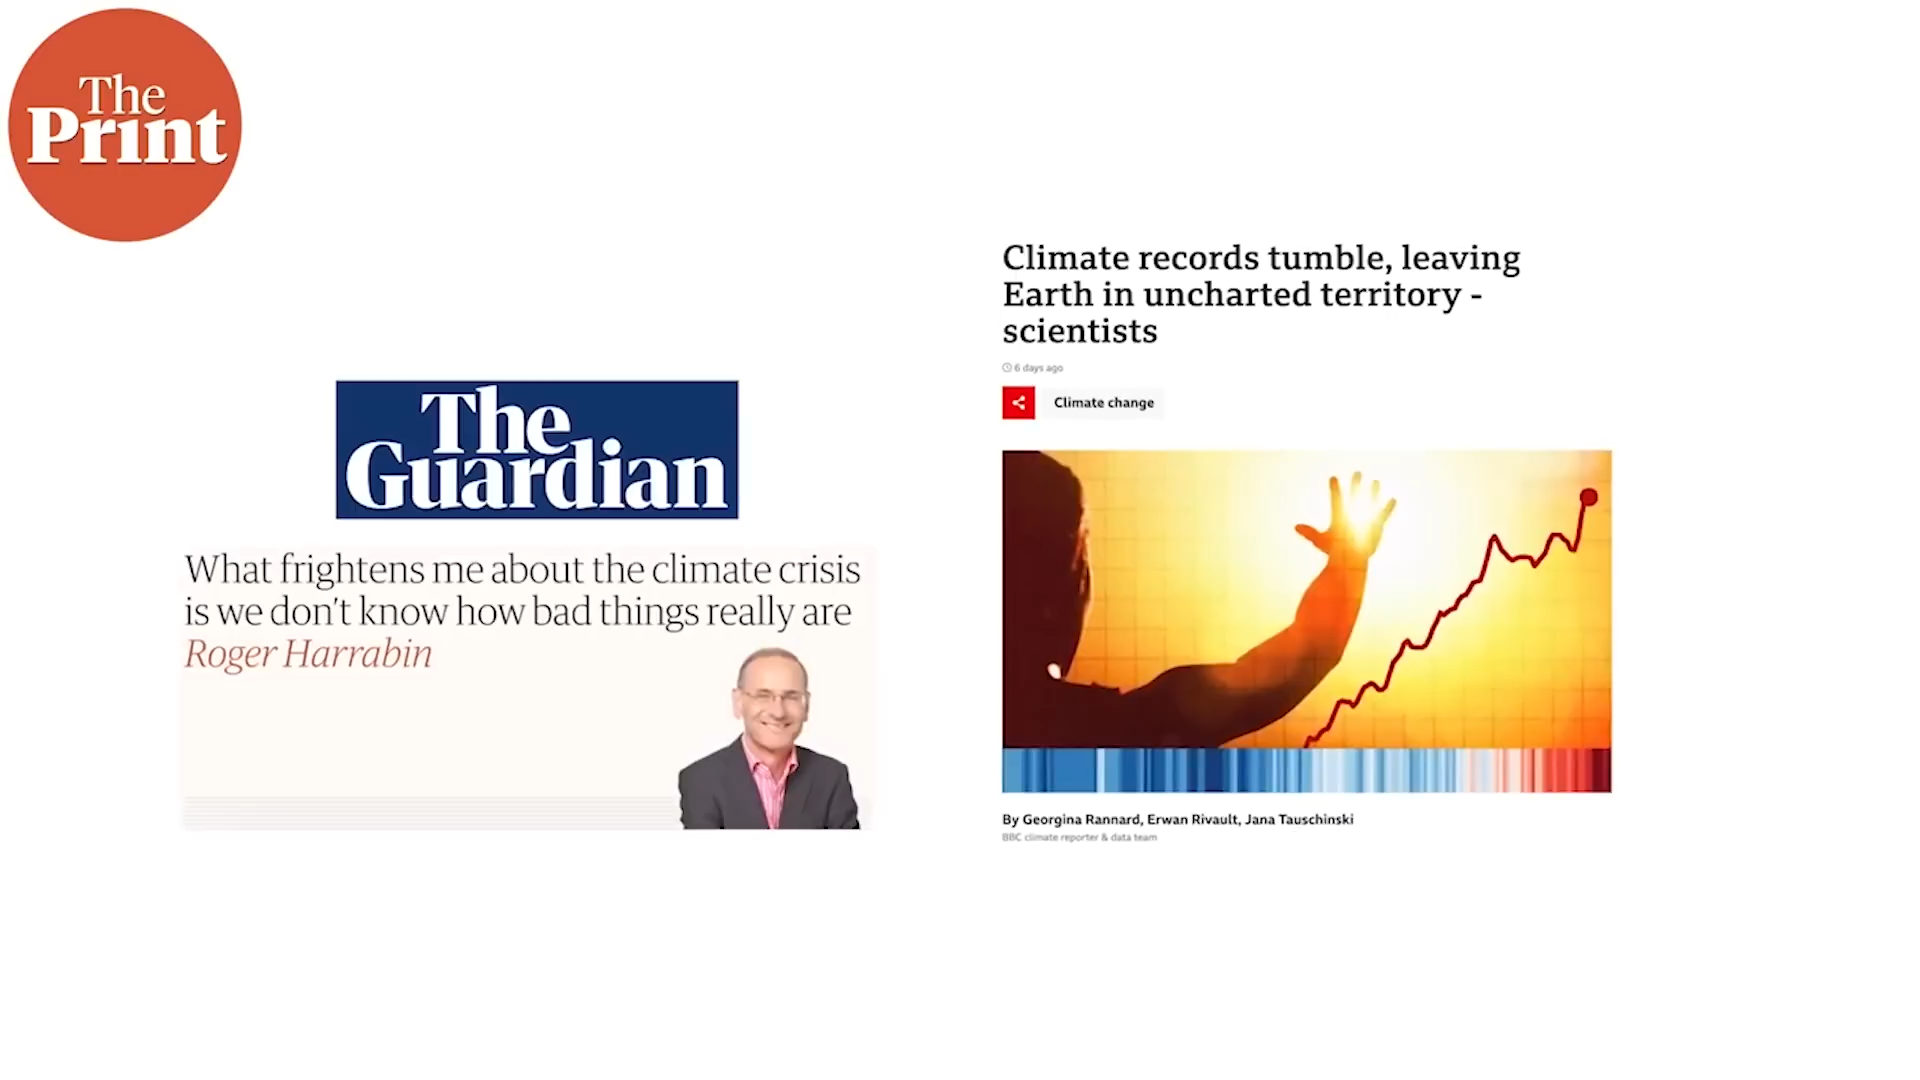 The
Print
The
Guardian
What frightens me about the climate crisis
is we don't know how bad things really are
Roger Harrabin
Climate records tumble, leaving
Earth in uncharted territory -
scientists
6 days ago
Climate change
By Georgina Rannard, Erwan Rivault, Jana Tauschinski
BBC climate reporter & data team